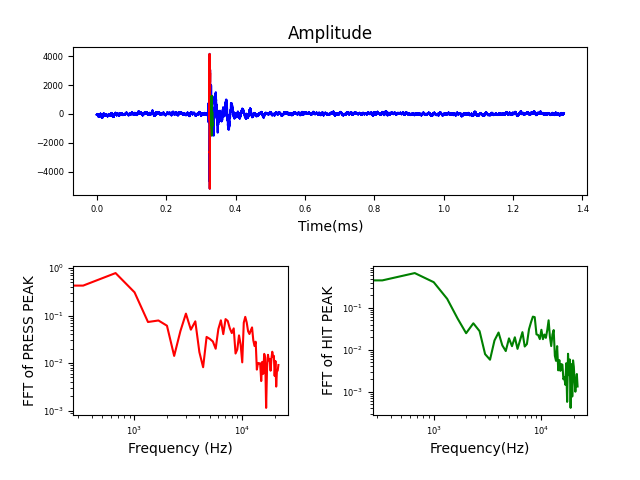 Amplitude
4000
2000
0
−2000
−4000
0.0 0.2 0.4 0.6 0.8 1.0 1.2 1.4
Time(ms)
FFT of PRESS PEAK
10⁰
10⁻¹
10⁻²
10⁻³
10³ 10⁴
Frequency (Hz)
FFT of HIT PEAK
10⁻¹
10⁻²
10⁻³
10³ 10⁴
Frequency(Hz)